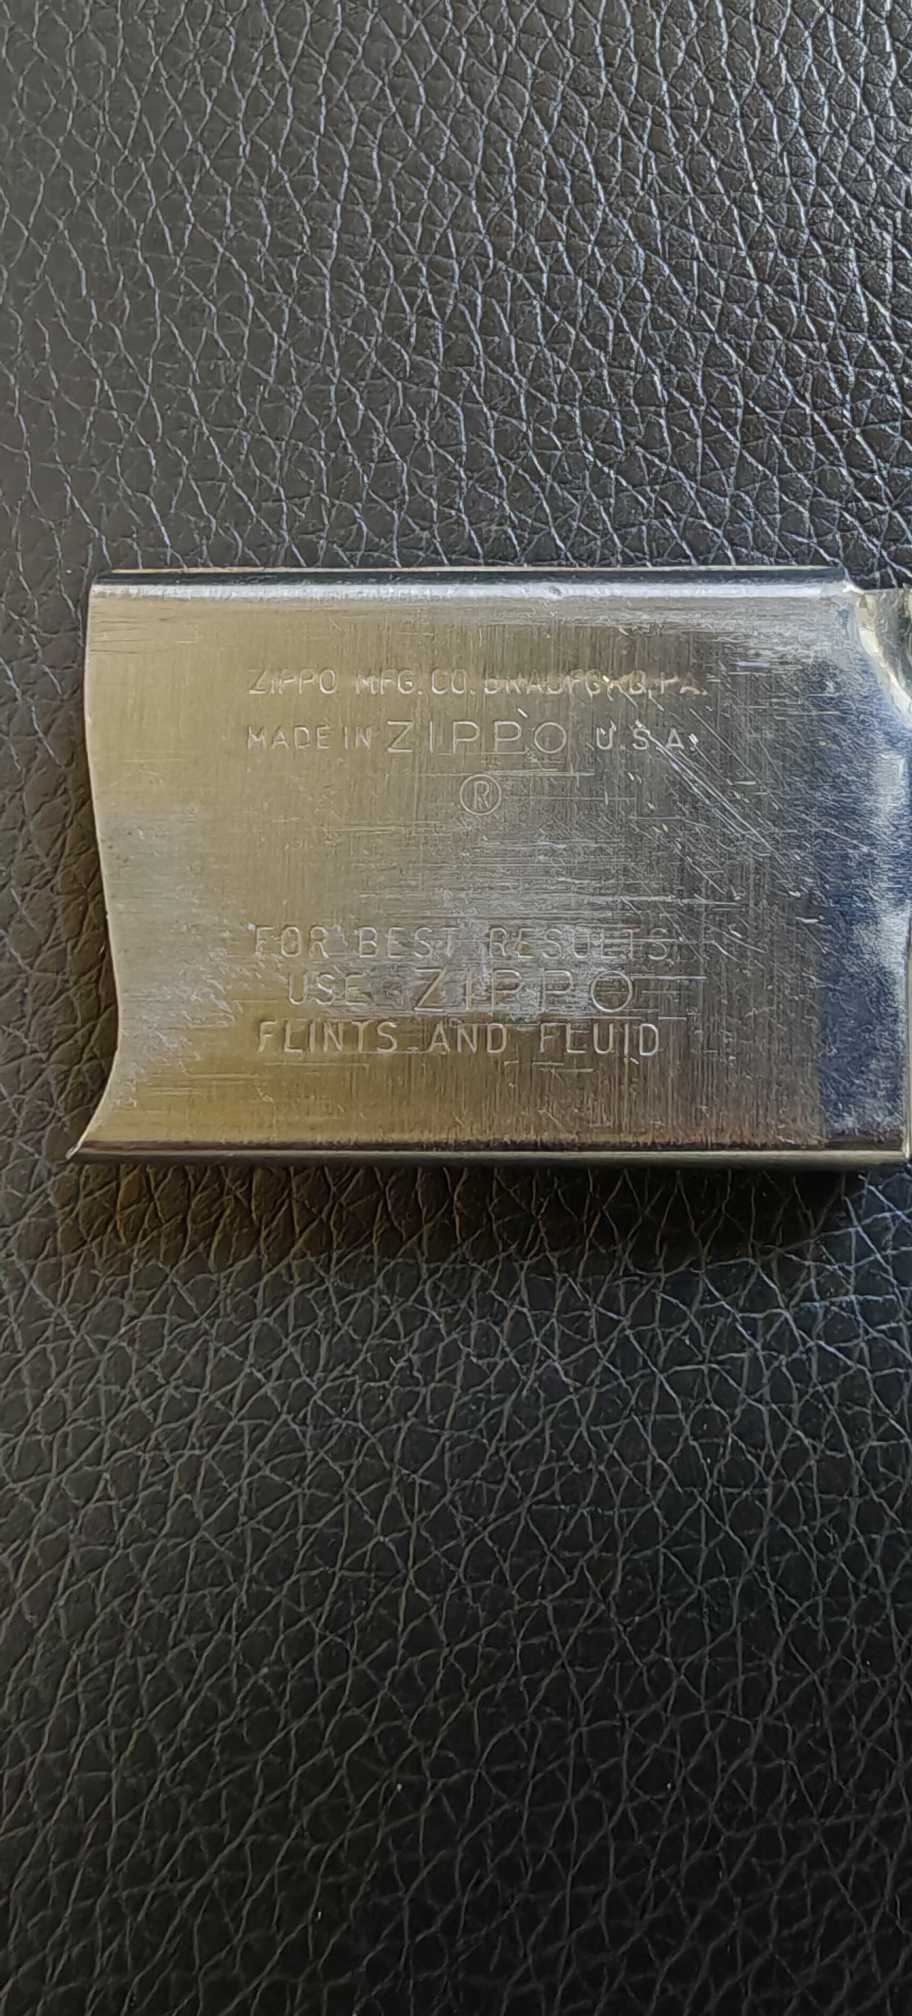 ZIPPO MFG. CO. BRADFORD, PA.
MADE IN ZIPPO U.S.A.
®
FOR BEST RESULTS
USE ZIPPO
FLINTS AND FLUID